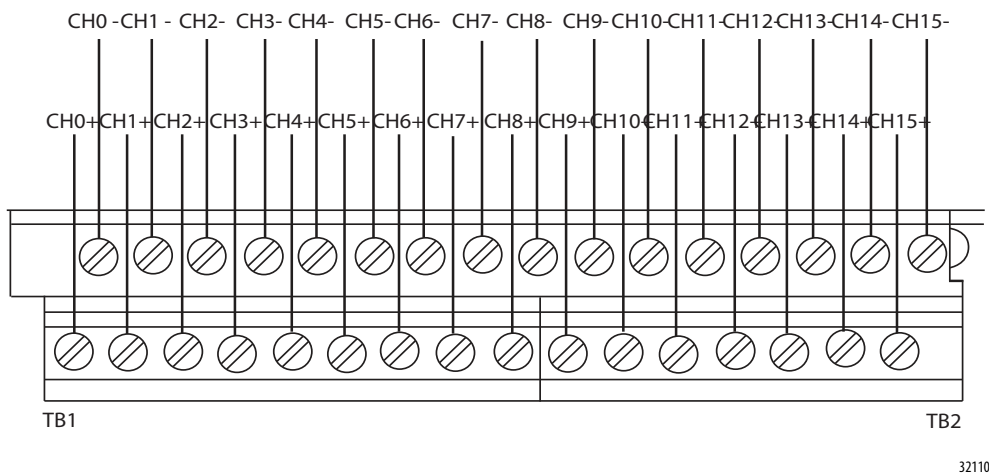 CH0 -CH1 - CH2- CH3- CH4- CH5- CH6- CH7- CH8- CH9- CH10-CH11-CH12-CH13-CH14- CH15-
CH0+CH1+CH2+CH3+CH4+CH5+CH6+CH7+CH8+CH9+CH10+CH11+CH12+CH13+CH14+CH15+
TB1 TB2
32110